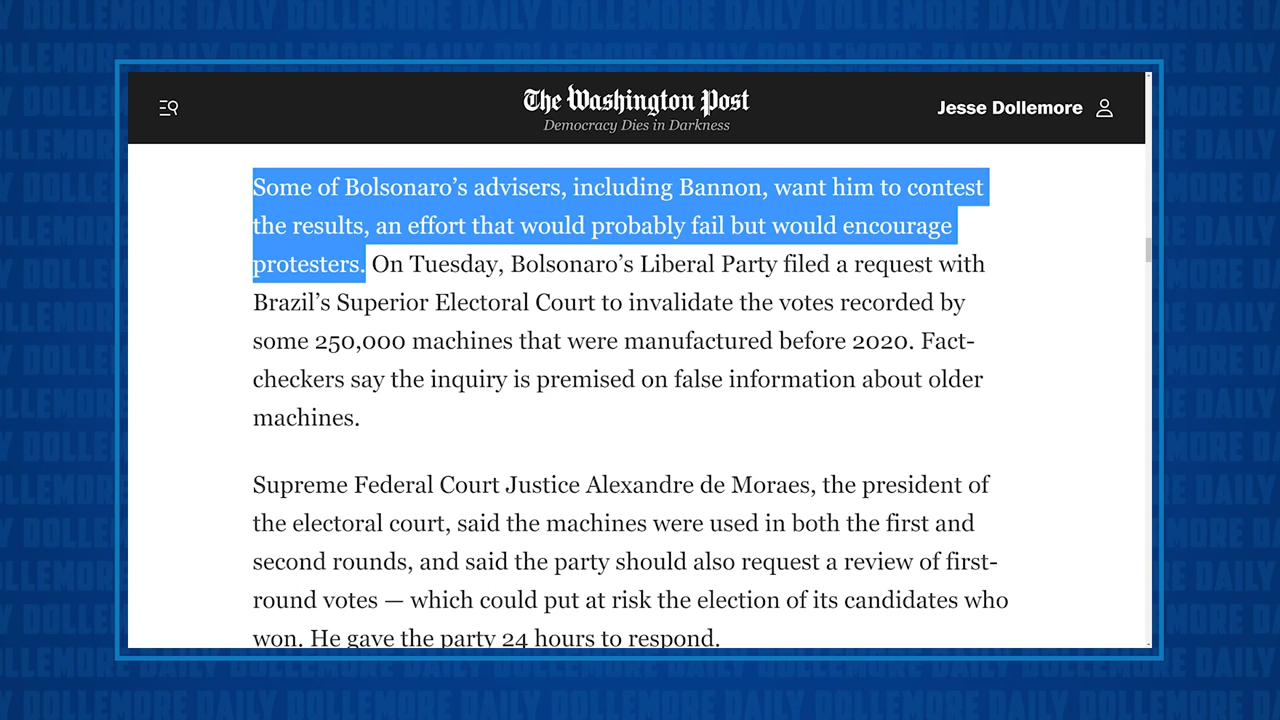 The Washington Post
Democracy Dies in Darkness
Jesse Dollemore
Some of Bolsonaro’s advisers, including Bannon, want him to contest
the results, an effort that would probably fail but would encourage
protesters. On Tuesday, Bolsonaro’s Liberal Party filed a request with
Brazil’s Superior Electoral Court to invalidate the votes recorded by
some 250,000 machines that were manufactured before 2020. Fact-
checkers say the inquiry is premised on false information about older
machines.
Supreme Federal Court Justice Alexandre de Moraes, the president of
the electoral court, said the machines were used in both the first and
second rounds, and said the party should also request a review of first-
round votes — which could put at risk the election of its candidates who
won. He gave the party 24 hours to respond.